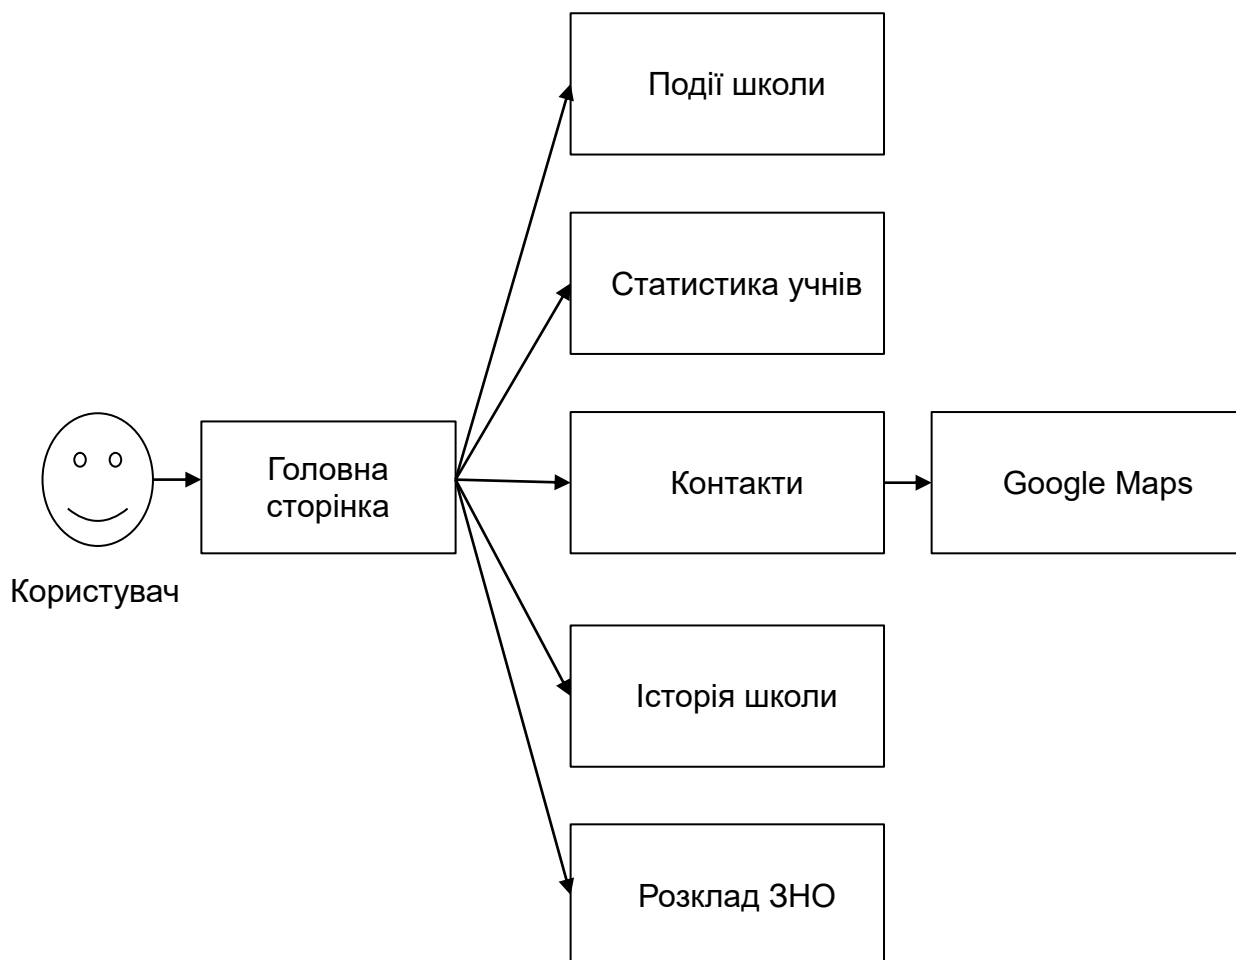 Події школи
Статистика учнів
Головна
сторінка
Контакти
Google Maps
Користувач
Історія школи
Розклад ЗНО